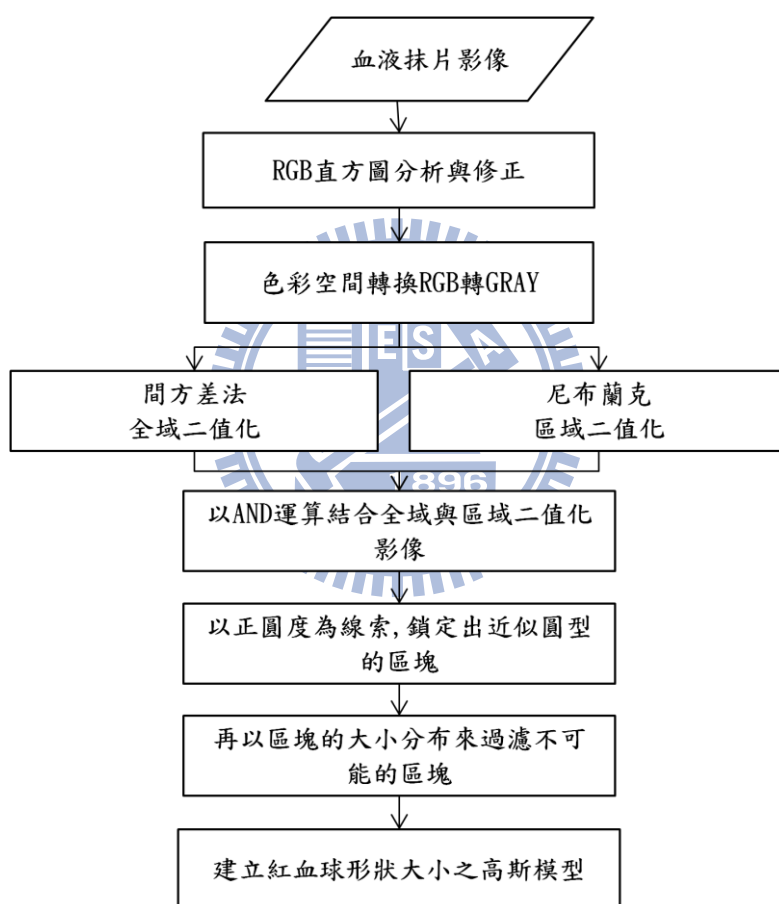 血液抹片影像
RGB直方圖分析與修正
色彩空間轉換RGB轉GRAY
ESA
間方差法
全域二值化
尼布蘭克
區域二值化
896
以AND運算結合全域與區域二值化
影像
以正圓度為線索,鎖定出近似圓型
的區塊
再以區塊的大小分布來過濾不可
能的區塊
建立紅血球形狀大小之高斯模型